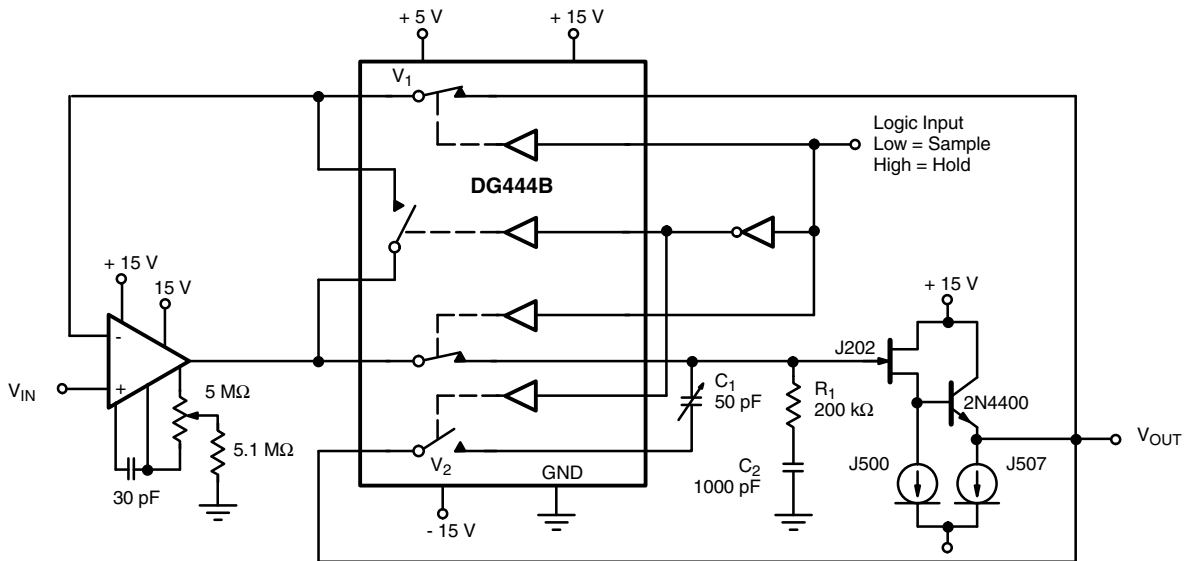 + 5 V
+ 15 V
V1
Logic Input
Low = Sample
High = Hold
DG444B
+ 15 V
15 V
-
+
VIN
5 MΩ
5.1 MΩ
30 pF
+ 15 V
J202
C1
50 pF
R1
200 kΩ
2N4400
VOUT
V2
GND
C2
1000 pF
J500
J507
- 15 V